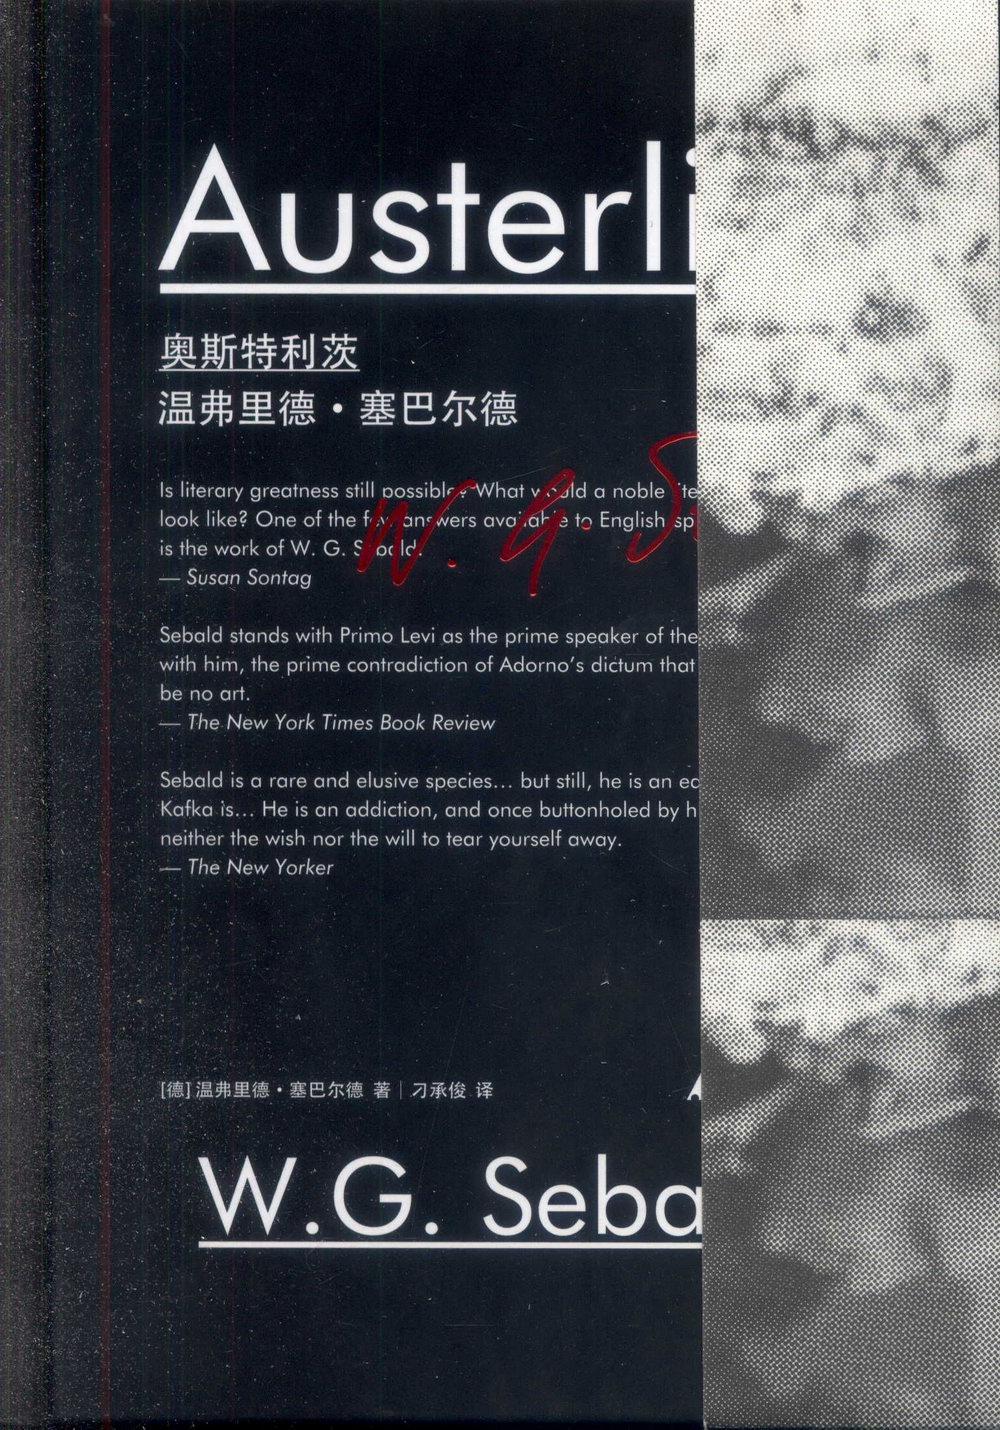 Austerli
奥斯特利茨
温弗里德・塞巴尔德
Is literary greatness still possible? What would a noble lite
look like? One of the few answers available to English sp
is the work of W. G. Sebald.
— Susan Sontag
Sebald stands with Primo Levi as the prime speaker of the
with him, the prime contradiction of Adorno's dictum that
be no art.
— The New York Times Book Review
Sebald is a rare and elusive species... but still, he is an ea
Kafka is... He is an addiction, and once buttonholed by h
neither the wish nor the will to tear yourself away.
— The New Yorker
W. G. S
[德] 温弗里德・塞巴尔德 著｜刁承俊 译
W.G. Seba